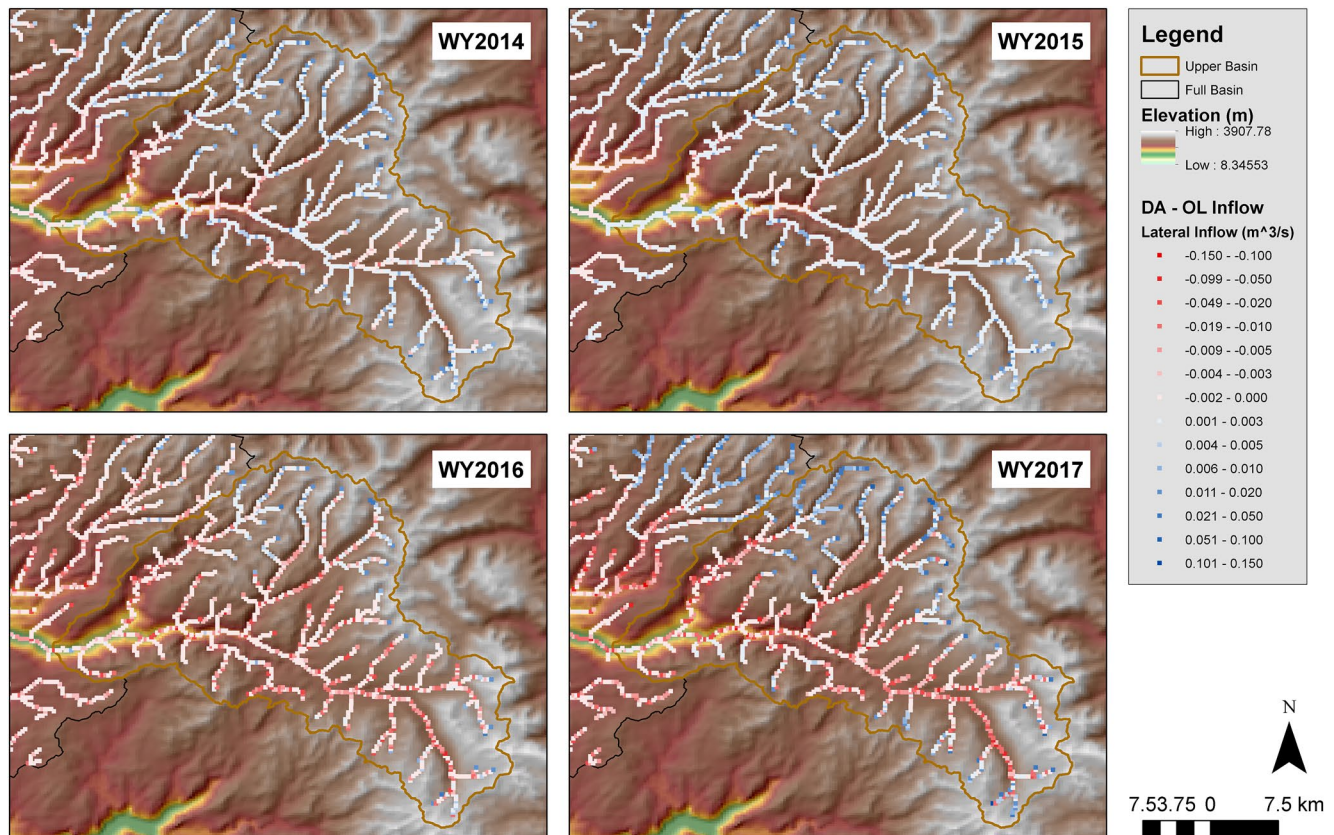 WY2014
WY2015
WY2016
WY2017
Legend
Upper Basin
Full Basin
Elevation (m)
High : 3907.78
Low : 8.34553
DA - OL Inflow
Lateral Inflow (m^3/s)
-0.150 - -0.100
-0.099 - -0.050
-0.049 - -0.020
-0.019 - -0.010
-0.009 - -0.005
-0.004 - -0.003
-0.002 - 0.000
0.001 - 0.003
0.004 - 0.005
0.006 - 0.010
0.011 - 0.020
0.021 - 0.050
0.051 - 0.100
0.101 - 0.150
N
7.53.75 0 7.5 km